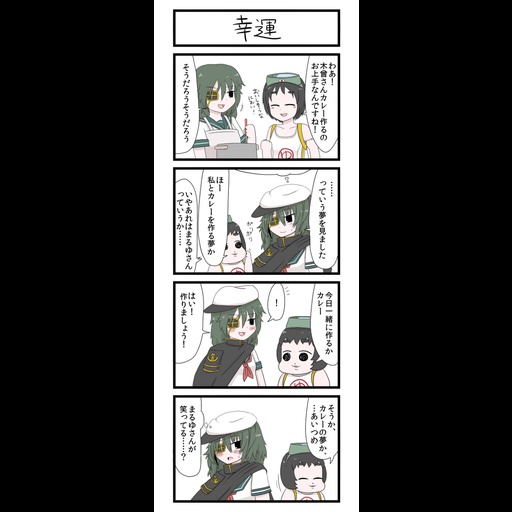 幸運
わあ！
木曾さんカレー作るの
お上手なんですね！
そうだろうそうだろう
……
っていう夢を見ました
ほー
私とカレーを作る夢か
いやあれはまるゆさん
っていうか……
今日一緒に作るか
カレー
！
はい！
作りましょう！
そうか、
カレーの夢か、
…あいつめ
まるゆさんが
笑ってる……？